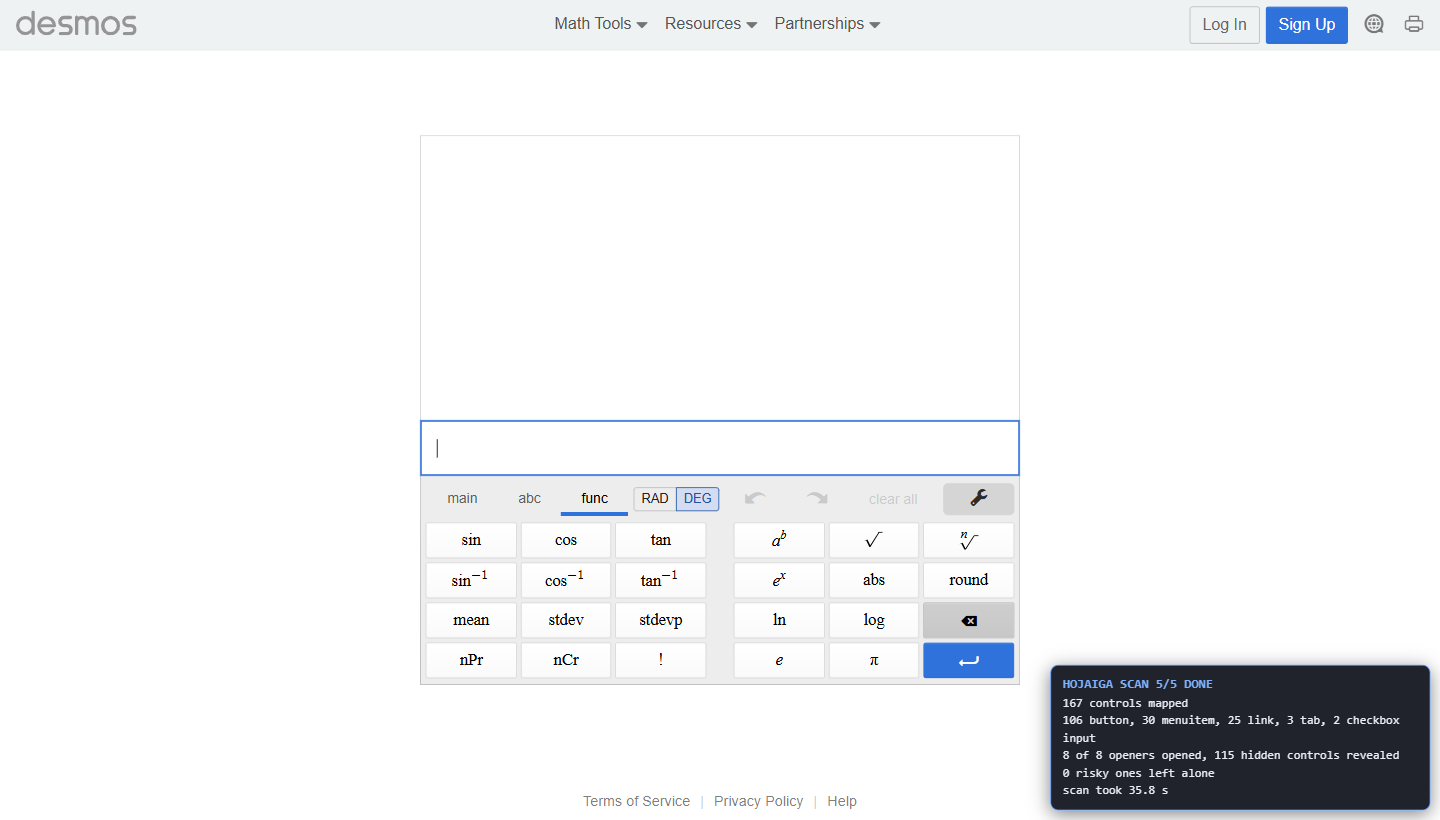 desmos
Math Tools Resources Partnerships
Log In Sign Up
main abc func RAD DEG clear all
sin cos tan aᵇ √ ⁿ√
sin⁻¹ cos⁻¹ tan⁻¹ eˣ abs round
mean stdev stdevp ln log
nPr nCr ! e π
HOJAIGA SCAN 5/5 DONE
167 controls mapped
106 button, 30 menuitem, 25 link, 3 tab, 2 checkbox
input
8 of 8 openers opened, 115 hidden controls revealed
0 risky ones left alone
scan took 35.8 s
Terms of Service | Privacy Policy | Help